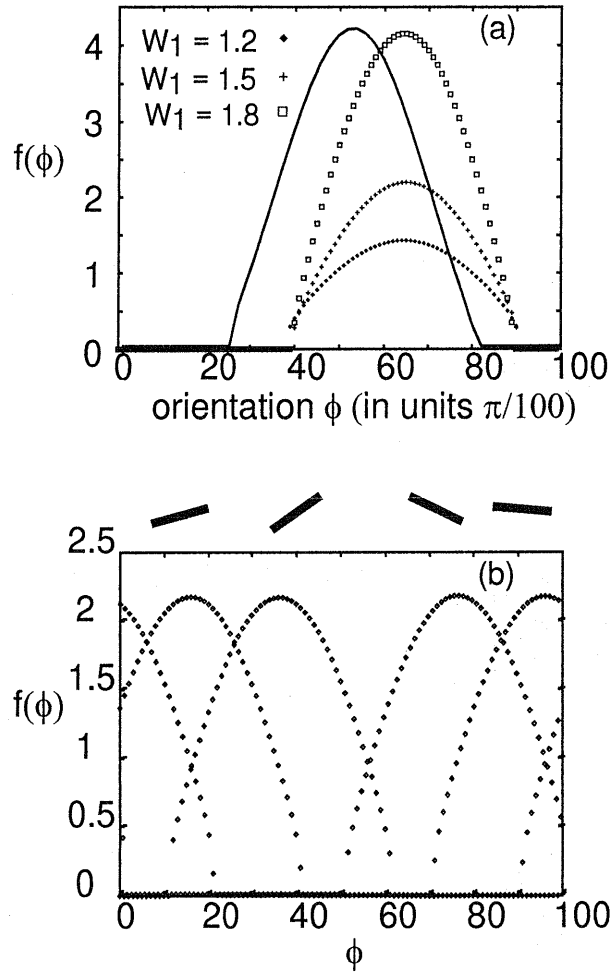 (a)
4
W1 = 1.2
W1 = 1.5
W1 = 1.8
3
f(ϕ)
2
1
0
0 20 40 60 80 100
orientation ϕ (in units π/100)
2.5
(b)
2
f(ϕ)
1.5
1
0.5
0
0 20 40 60 80 100
ϕ